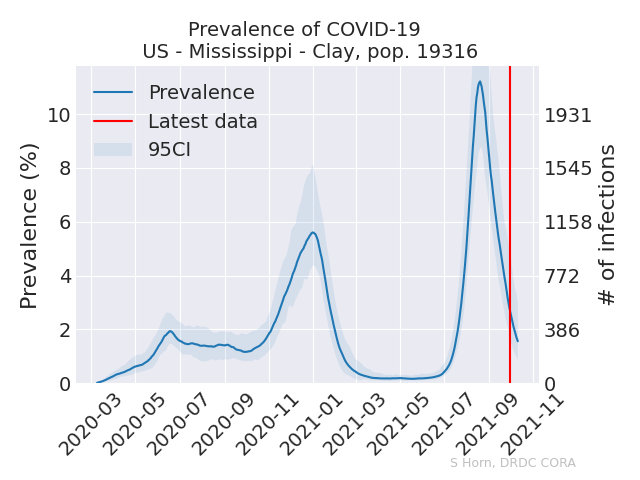 Prevalence of COVID-19
US - Mississippi - Clay, pop. 19316
Prevalence
Latest data
95CI
Prevalence (%)
10
8
6
4
2
0
1931
1545
1158
772
386
0
# of infections
2020-03
2020-05
2020-07
2020-09
2020-11
2021-01
2021-03
2021-05
2021-07
2021-09
2021-11
S Horn, DRDC CORA